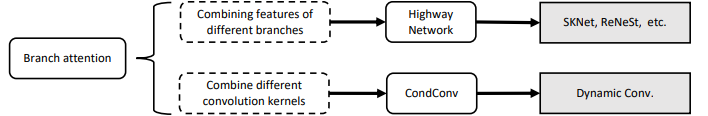 Branch attention
Combining features of
different branches
Highway
Network
SKNet, ReNeSt, etc.
Combine different
convolution kernels
CondConv
Dynamic Conv.